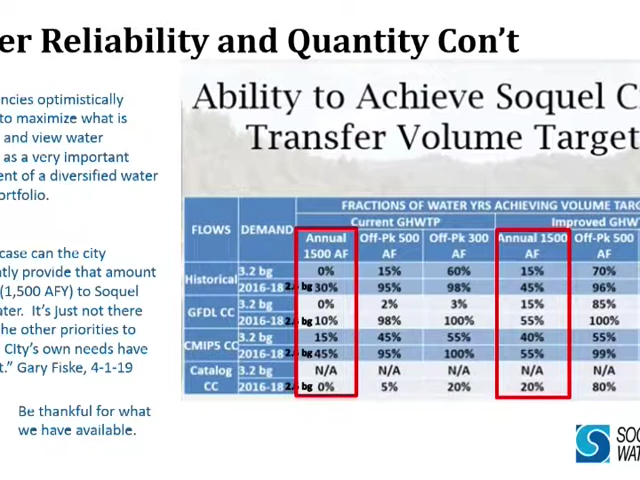 er Reliability and Quantity Con't
ncies optimistically
to maximize what is
and view water
as a very important
ent of a diversified water
ortfolio.
case can the city
ntly provide that amount
(1,500 AFY) to Soquel
ater. It's just not there
he other priorities to
City's own needs have
t." Gary Fiske, 4-1-19
Be thankful for what
we have available.
Ability to Achieve Soquel C
Transfer Volume Target
FRACTIONS OF WATER YRS ACHIEVING VOLUME TARG
FLOWS DEMAND Current GHWTP Improved GHW
Annual 1500 AF Off-Pk 500 AF Off-Pk 300 AF Annual 1500 AF Off-Pk 500 AF
Historical 3.2 bg 0% 15% 60% 15% 70%
2016-18 bg 30% 95% 98% 45% 96%
GFDL CC 3.2 bg 0% 2% 3% 15% 85%
2016-18 bg 10% 98% 100% 55% 100%
CMIP5 CC 3.2 bg 15% 45% 55% 40% 55%
2016-18 bg 45% 95% 100% 55% 99%
Catalog CC 3.2 bg N/A N/A N/A N/A N/A
2016-18 bg 0% 5% 20% 20% 80%
SOQ
WAT